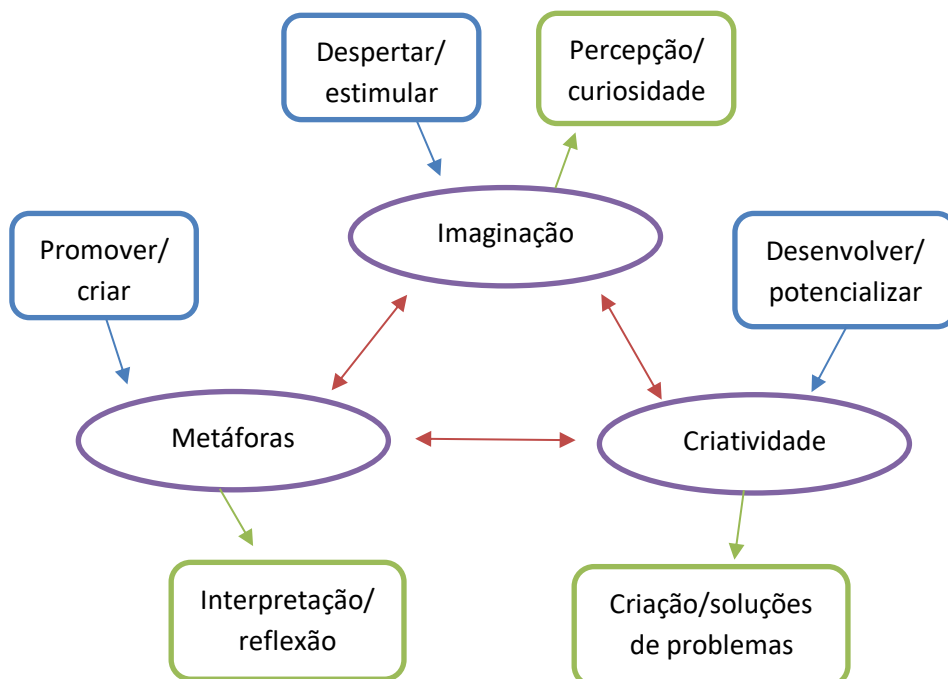 Despertar/
estimular
Percepção/
curiosidade
Imaginação
Promover/
criar
Desenvolver/
potencializar
Metáforas
Criatividade
Interpretação/
reflexão
Criação/soluções
de problemas